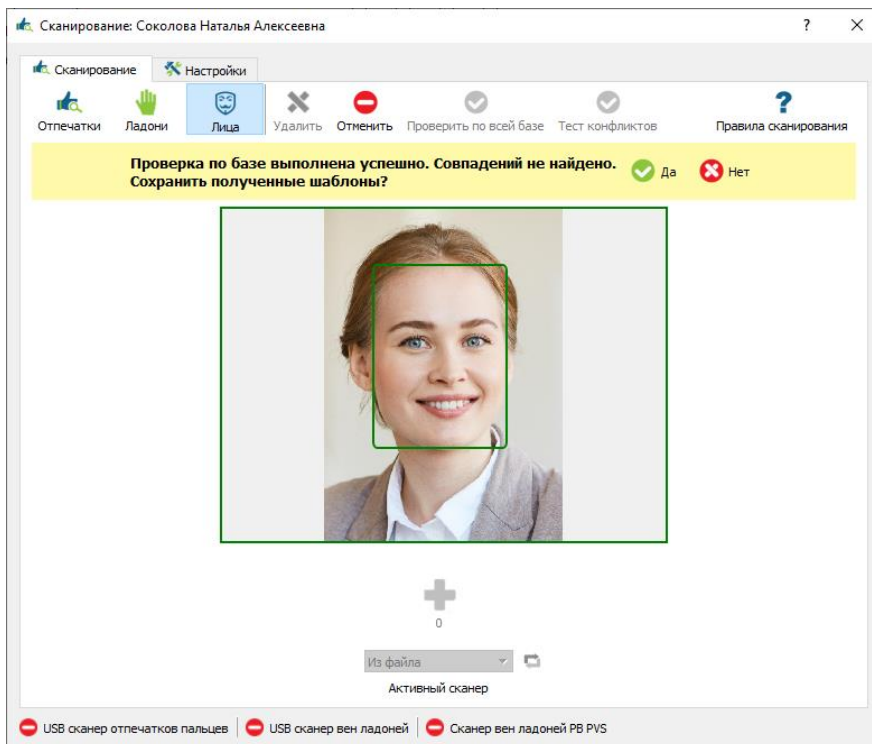 Сканирование: Соколова Наталья Алексеевна
?
Сканирование Настройки
Отпечатки Ладони Лица Удалить Отменить Проверить по всей базе Тест конфликтов Правила сканирования
Проверка по базе выполнена успешно. Совпадений не найдено.
Сохранить полученные шаблоны?
Да Нет
0
Из файла
Активный сканер
USB сканер отпечатков пальцев USB сканер вен ладоней Сканер вен ладоней PB PVS